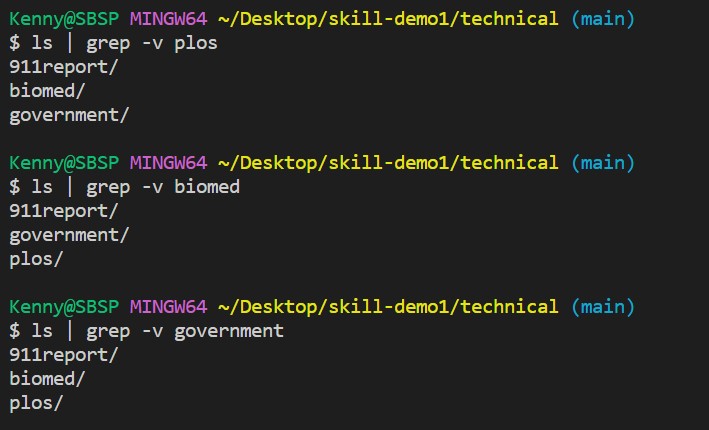 Kenny@SBSP MINGW64 ~/Desktop/skill-demo1/technical (main)
$ ls | grep -v plos
911report/
biomed/
government/
Kenny@SBSP MINGW64 ~/Desktop/skill-demo1/technical (main)
$ ls | grep -v biomed
911report/
government/
plos/
Kenny@SBSP MINGW64 ~/Desktop/skill-demo1/technical (main)
$ ls | grep -v government
911report/
biomed/
plos/